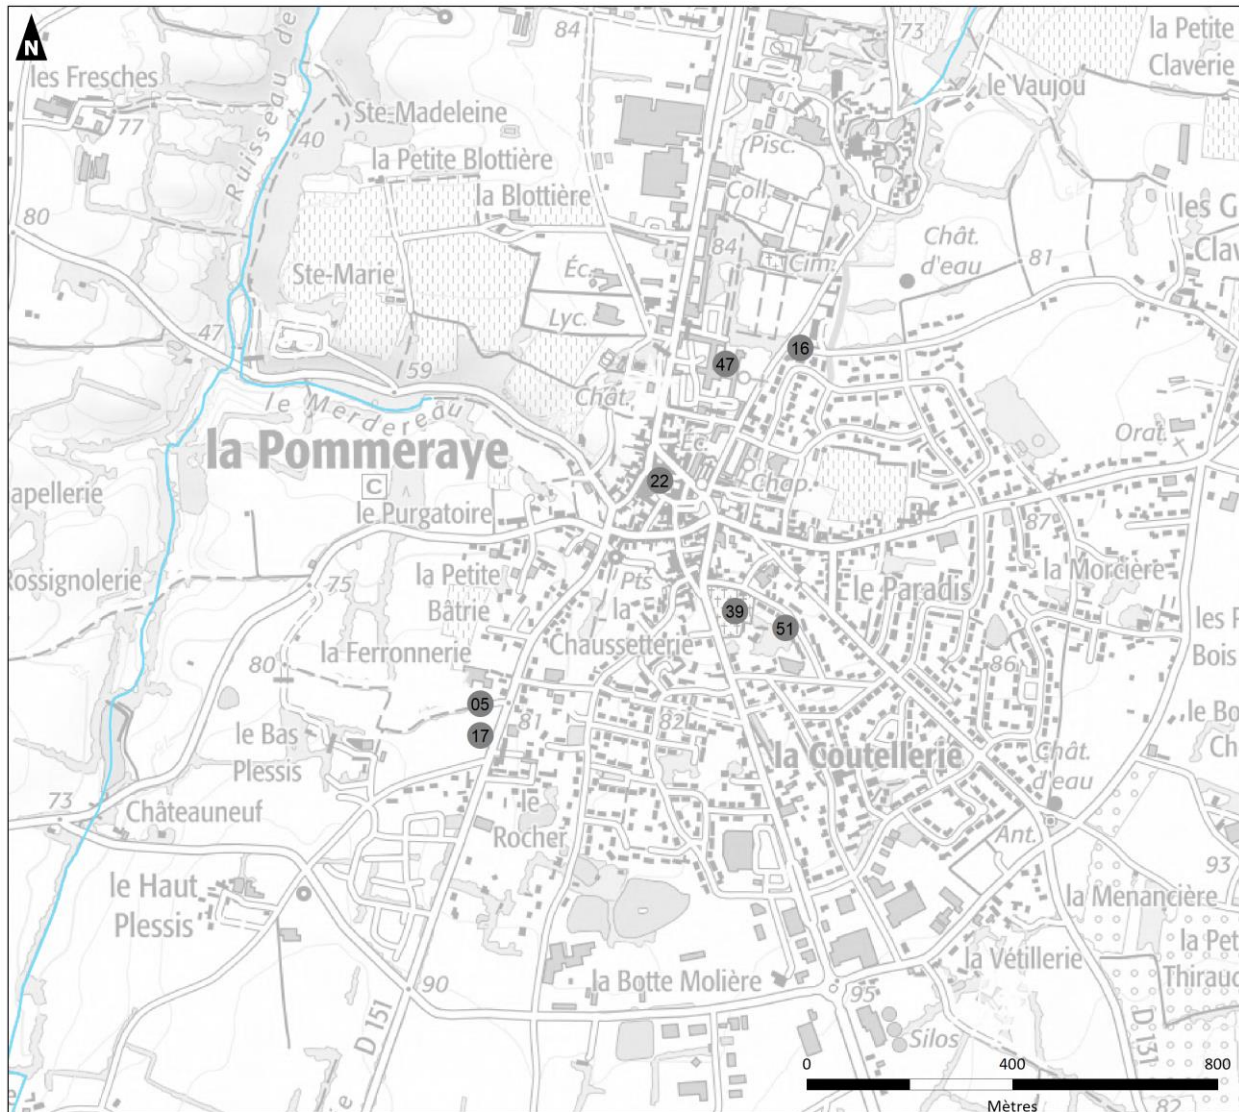 N
84
73
la Petite
Claverie
les Fresches
77
Ruisseau de
40
Ste-Madeleine
le Vaujou
la Petite Blottière
Pisc.
la Blottière
Coll.
80
les G
Clav
Ste-Marie
Éc.
84
Cim.
Chât.
d'eau
81
Lyc.
47
16
47
59
Chât.
le Merdereau
la Pommeraye
Éc.
Orat.
22
Chap.
C
apellerie
le Purgatoire
87
Rossignolerie
75
la Petite
Bâtrie
Pts
la
Chaussetterie
le Paradis
la Morcière
39
51
les F
Bois
80
la Ferronnerie
86
05
81
82
17
le Bas
Plessis
la Coutellerie
Chât.
d'eau
le Bo
Ch
73
Châteauneuf
le
Rocher
Ant.
93
le Haut
Plessis
la Menancière
la Pet
Thiraud
la Vétillerie
90
la Botte Molière
95
D 151
Silos
D 131
0 400 800
Mètres
82